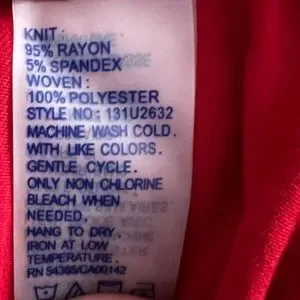 KNIT:
95% RAYON
5% SPANDEX
WOVEN:
100% POLYESTER
STYLE NO: 131U2632
MACHINE WASH COLD.
WITH LIKE COLORS.
GENTLE CYCLE.
ONLY NON CHLORINE
BLEACH WHEN
NEEDED.
HANG TO DRY.
IRON AT LOW
TEMPERATURE.
RN 54365/CA00142